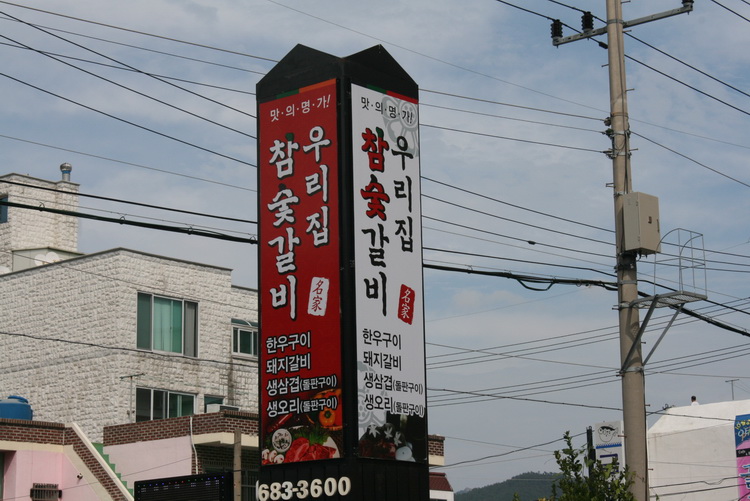 맛·의·명·가!
우리집
참숯갈비
名家
한우구이
돼지갈비
생삼겹(돌판구이)
생오리(돌판구이)
맛·의·명·가!
우리집
참숯갈비
名家
한우구이
돼지갈비
생삼겹(돌판구이)
생오리(돌판구이)
683-3600